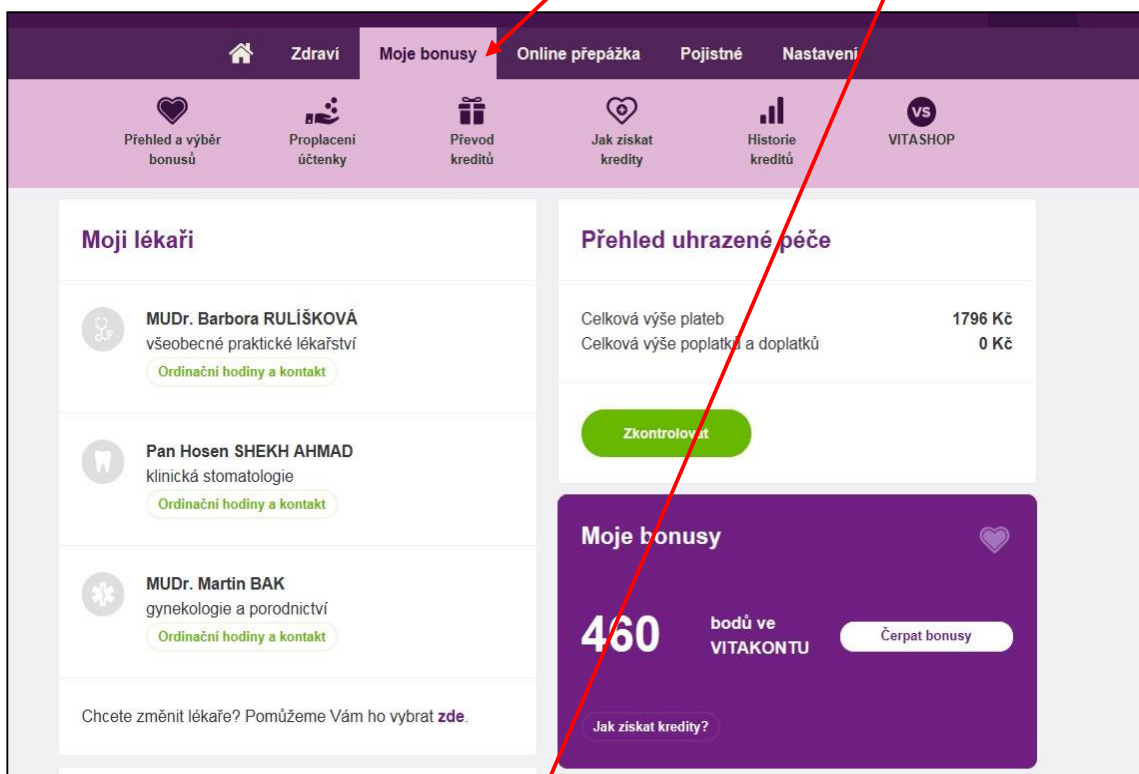 Zdraví
Moje bonusy
Online přepážka
Pojistné
Nastavení
Přehled a výběr
bonusů
Proplacení
účtenky
Převod
kreditů
Jak získat
kredity
Historie
kreditů
VS
VITASHOP
Moji lékaři
MUDr. Barbora RULÍŠKOVÁ
všeobecné praktické lékařství
Ordinační hodiny a kontakt
Pan Hosen SHEKH AHMAD
klinická stomatologie
Ordinační hodiny a kontakt
MUDr. Martin BAK
gynekologie a porodnictví
Ordinační hodiny a kontakt
Chcete změnit lékaře? Pomůžeme Vám ho vybrat zde.
Přehled uhrazené péče
Celková výše plateb 1796 Kč
Celková výše poplatků a doplatků 0 Kč
Zkontrolovat
Moje bonusy
460
bodů ve
VITAKONTU
Čerpat bonusy
Jak získat kredity?